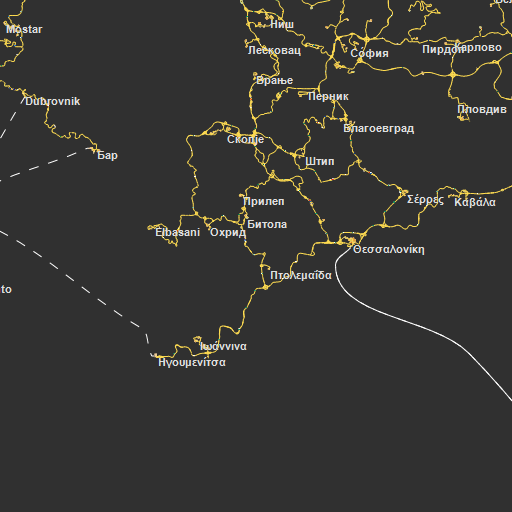 Mostar
Ниш
Лесковац
София
Пирдоп
Карлово
Врање
Перник
Dubrovnik
Пловдив
Благоевград
Скопје
Бар
Штип
Прилеп
Σέρρες
Καβάλα
Elbasani
Охрид
Битола
Θεσσαλονίκη
Πτολεμαΐδα
to
Ιωάννινα
Ηγουμενίτσα